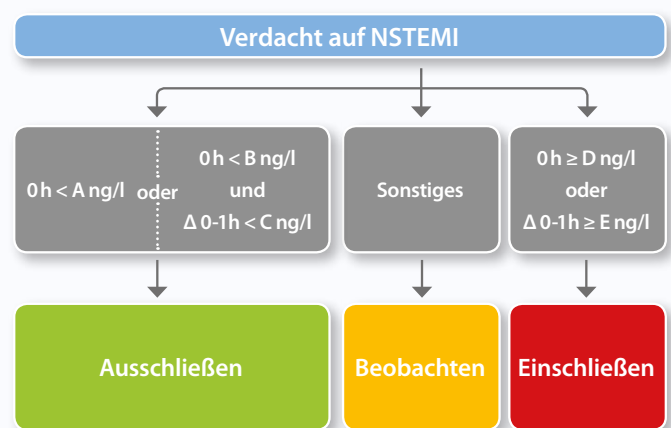 Verdacht auf NSTEMI
0 h < A ng/l oder
0 h < B ng/l
und
Δ 0-1h < C ng/l
Sonstiges
0 h ≥ D ng/l
oder
Δ 0-1h ≥ E ng/l
Ausschließen
Beobachten
Einschließen